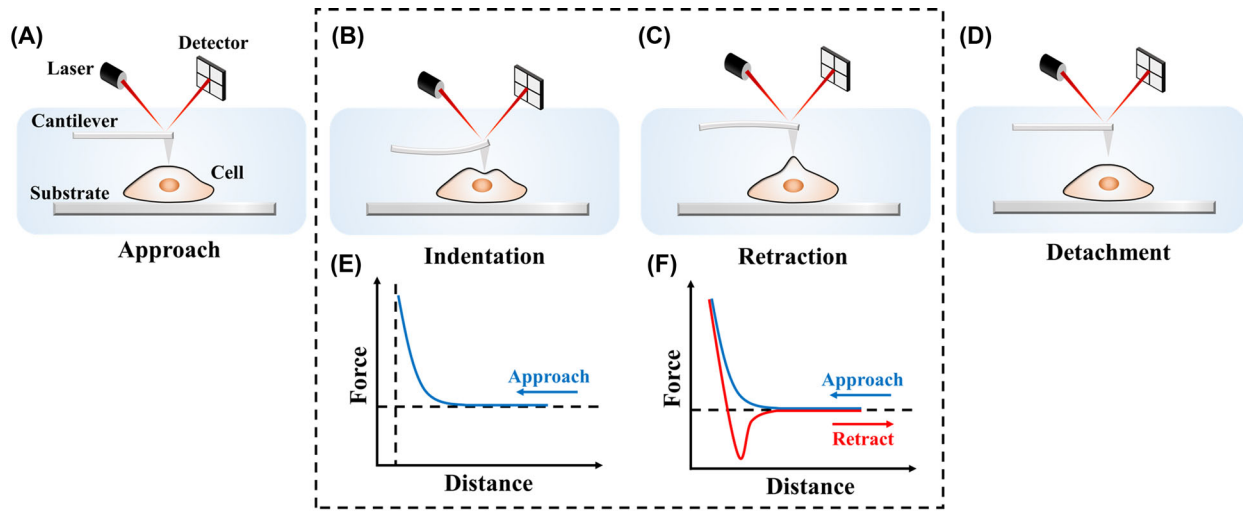 (A)
Laser
Detector
Cantilever
Cell
Substrate
Approach
(B)
Indentation
(C)
Retraction
(D)
Detachment
(E)
Force
Approach
Distance
(F)
Force
Approach
Retract
Distance